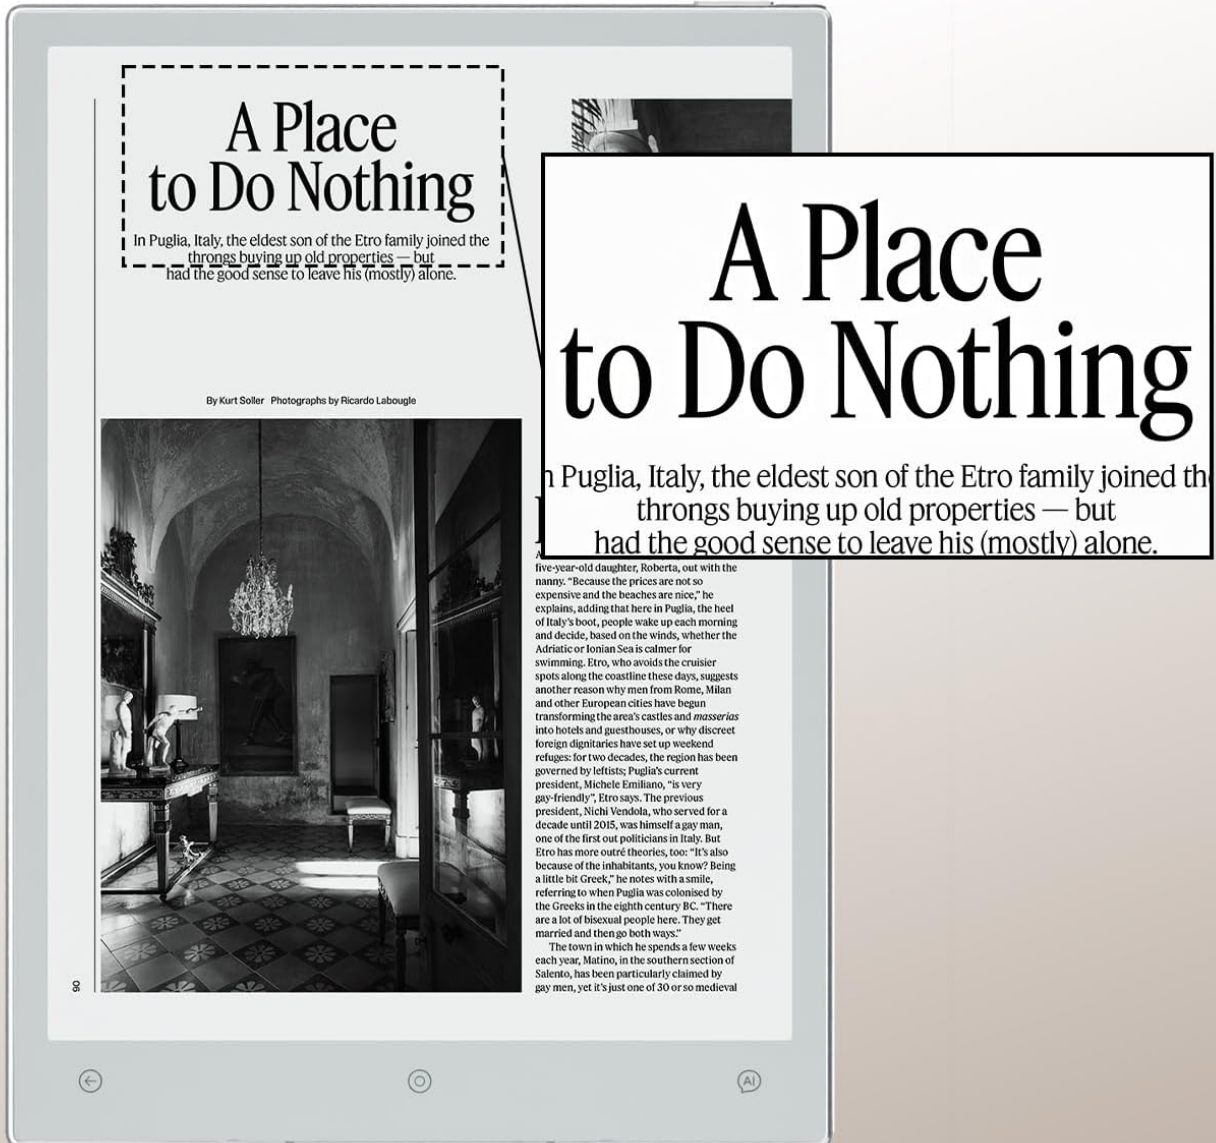 A Place
to Do Nothing
In Puglia, Italy, the eldest son of the Etro family joined the
throngs buying up old properties — but
had the good sense to leave his (mostly) alone.
By Kurt Soller Photographs by Ricardo Labougle
A Place
to Do Nothing
Puglia, Italy, the eldest son of the Etro family joined
throngs buying up old properties — but
had the good sense to leave his (mostly) alone.
five-year-old daughter, Roberta, out with the
nanny. “Because the prices are not so
expensive and the beaches are nice,” he
explains, adding that here in Puglia, the heel
of Italy’s boot, people wake up each morning
and decide, based on the winds, whether the
Adriatic or Ionian Sea is calmer for
swimming. Etro, who avoids the cruisier
spots along the coastline these days, suggests
another reason why men from Rome, Milan
and other European cities have begun
transforming the area’s castles and masserias
into hotels and guesthouses, or why discreet
foreign dignitaries have set up weekend
refuges: for two decades, the region has been
governed by leftists; Puglia’s current
president, Michele Emiliano, “is very
gay-friendly”, Etro says. The previous
president, Nichi Vendola, who served for a
decade until 2015, was himself a gay man,
one of the first out politicians in Italy. But
Etro has more outré theories, too: “It’s also
because of the inhabitants, you know? Being
a little bit Greek,” he notes with a smile,
referring to when Puglia was colonised by
the Greeks in the eighth century BC. “There
are a lot of bisexual people here. They get
married and then go both ways.”
The town in which he spends a few weeks
each year, Matino, in the southern section of
Salento, has been particularly claimed by
gay men, yet it’s just one of 30 or so medieval
90
AI